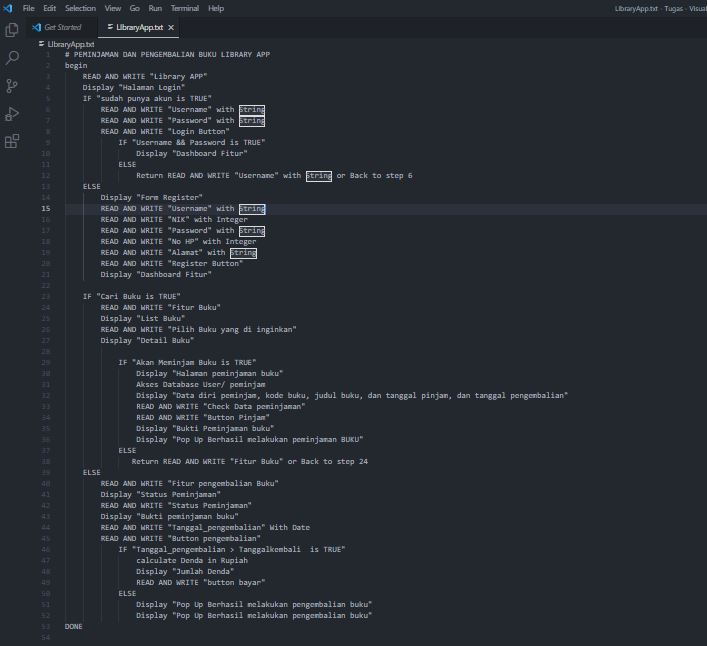 File Edit Selection View Go Run Terminal Help
LIbraryApp.txt - Tugas - Visual
Get Started LIbraryApp.txt ×
LIbraryApp.txt
1 # PEMINJAMAN DAN PENGEMBALIAN BUKU LIBRARY APP
2 begin
3 READ AND WRITE "Library APP"
4 Display "Halaman Login"
5 IF "sudah punya akun is TRUE"
6 READ AND WRITE "Username" with String
7 READ AND WRITE "Password" with String
8 READ AND WRITE "Login Button"
9 IF "Username && Password is TRUE"
10 Display "Dashboard Fitur"
11 ELSE
12 Return READ AND WRITE "Username" with String or Back to step 6
13 ELSE
14 Display "Form Register"
15 READ AND WRITE "Username" with String
16 READ AND WRITE "NIK" with Integer
17 READ AND WRITE "Password" with String
18 READ AND WRITE "No HP" with Integer
19 READ AND WRITE "Alamat" with String
20 READ AND WRITE "Register Button"
21 Display "Dashboard Fitur"
22
23 IF "Cari Buku is TRUE"
24 READ AND WRITE "Fitur Buku"
25 Display "List Buku"
26 READ AND WRITE "Pilih Buku yang di inginkan"
27 Display "Detail Buku"
28
29 IF "Akan Meminjam Buku is TRUE"
30 Display "Halaman peminjaman buku"
31 Akses Database User/ peminjam
32 Display "Data diri peminjam, kode buku, judul buku, dan tanggal pinjam, dan tanggal pengembalian"
33 READ AND WRITE "Check Data peminjaman"
34 READ AND WRITE "Button Pinjam"
35 Display "Bukti Peminjaman buku"
36 Display "Pop Up Berhasil melakukan peminjaman BUKU"
37 ELSE
38 Return READ AND WRITE "Fitur Buku" or Back to step 24
39 ELSE
40 READ AND WRITE "Fitur pengembalian Buku"
41 Display "Status Peminjaman"
42 READ AND WRITE "Status Peminjaman"
43 Display "Bukti peminjaman buku"
44 READ AND WRITE "Tanggal_pengembalian" With Date
45 READ AND WRITE "Button pengembalian"
46 IF "Tanggal_pengembalian > Tanggalkembali  is TRUE"
47 calculate Denda in Rupiah
48 Display "Jumlah Denda"
49 READ AND WRITE "button bayar"
50 ELSE
51 Display "Pop Up Berhasil melakukan pengembalian buku"
52 Display "Pop Up Berhasil melakukan pengembalian buku"
53 DONE
54